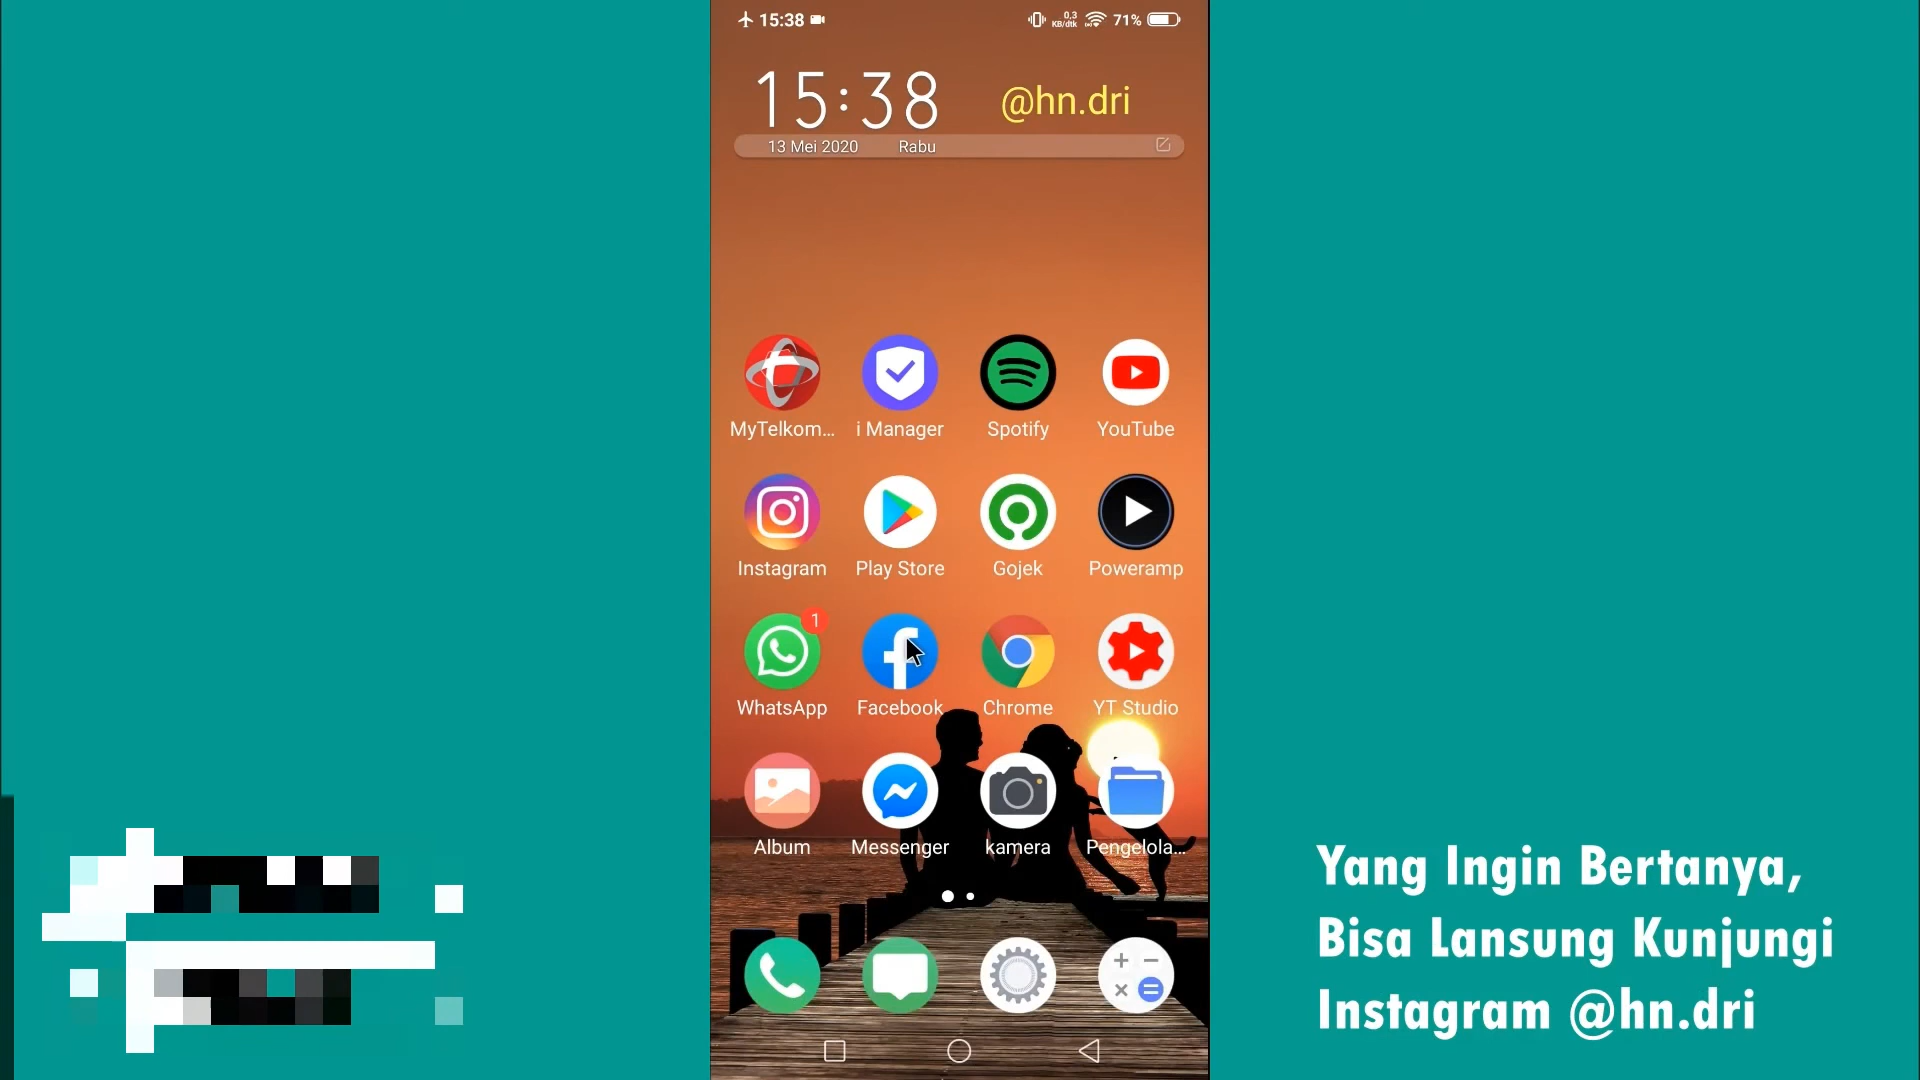 15:38
0,3
KB/dtk
71%
15:38
@hn.dri
13 Mei 2020 Rabu
MyTelkom... i Manager Spotify YouTube
Instagram Play Store Gojek Poweramp
1
WhatsApp Facebook Chrome YT Studio
Album Messenger kamera Pengelola...
Yang Ingin Bertanya,
Bisa Lansung Kunjungi
Instagram @hn.dri